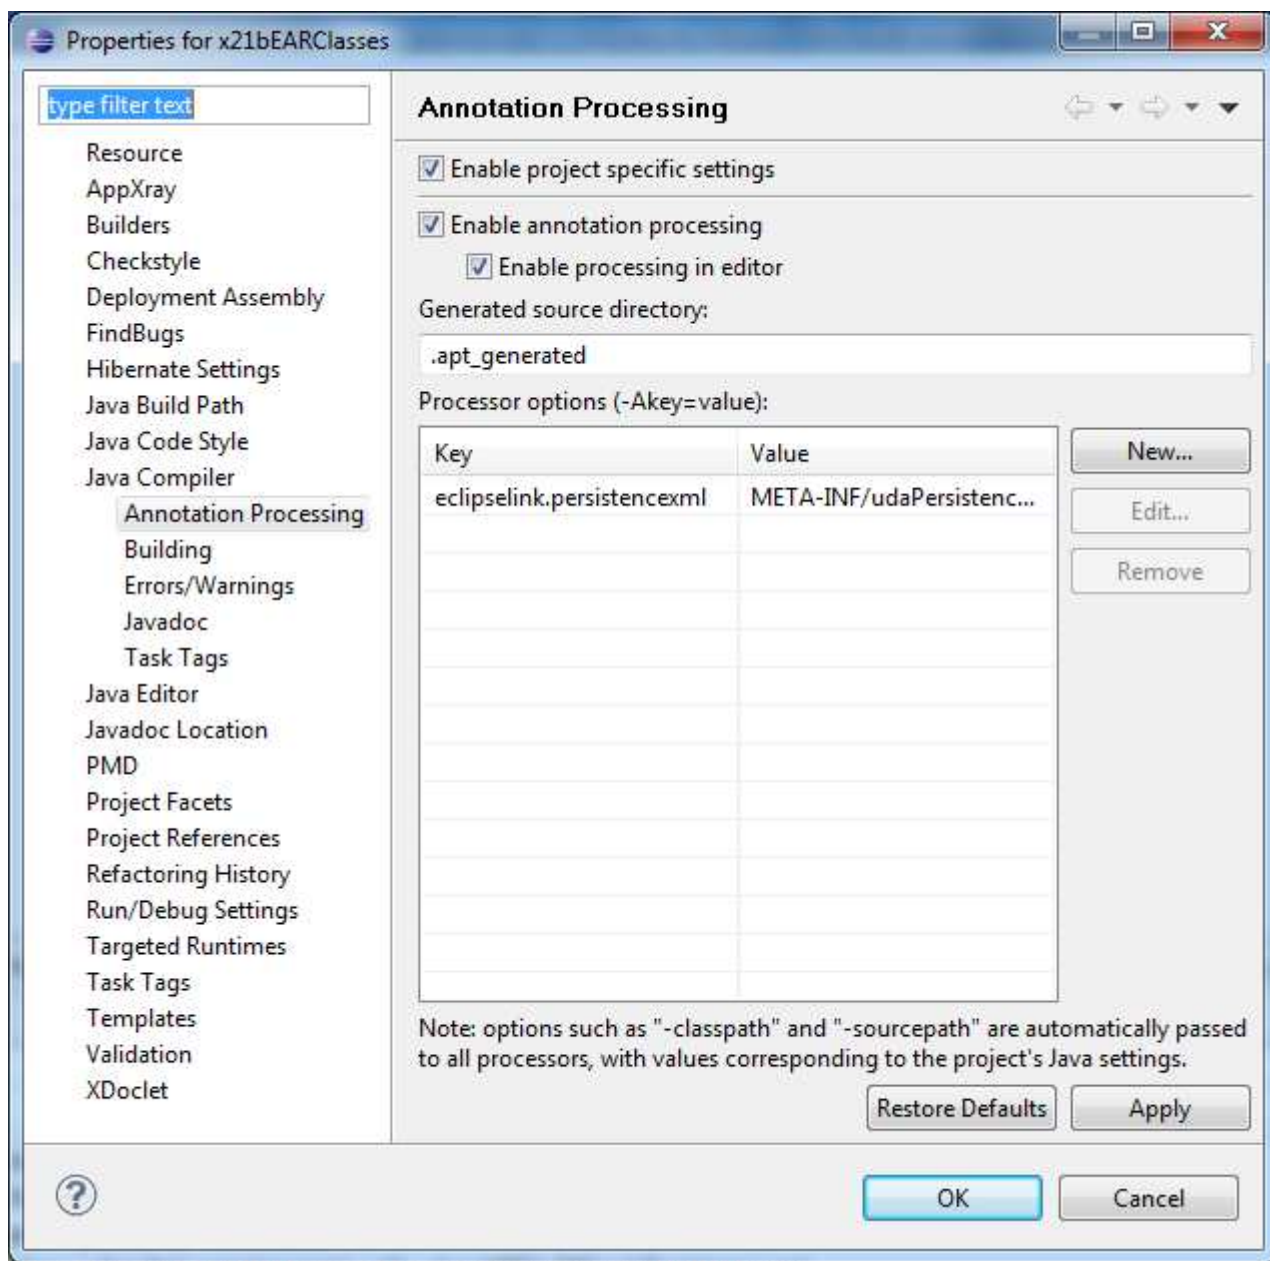 Properties for x21bEARClasses
type filter text
Resource
AppXray
Builders
Checkstyle
Deployment Assembly
FindBugs
Hibernate Settings
Java Build Path
Java Code Style
Java Compiler
Annotation Processing
Building
Errors/Warnings
Javadoc
Task Tags
Java Editor
Javadoc Location
PMD
Project Facets
Project References
Refactoring History
Run/Debug Settings
Targeted Runtimes
Task Tags
Templates
Validation
XDoclet
Annotation Processing
Enable project specific settings
Enable annotation processing
Enable processing in editor
Generated source directory:
.apt_generated
Processor options (-Akey=value):
Key Value
eclipselink.persistencexml META-INF/udaPersistenc...
New...
Edit...
Remove
Note: options such as "-classpath" and "-sourcepath" are automatically passed
to all processors, with values corresponding to the project's Java settings.
Restore Defaults Apply
? OK Cancel